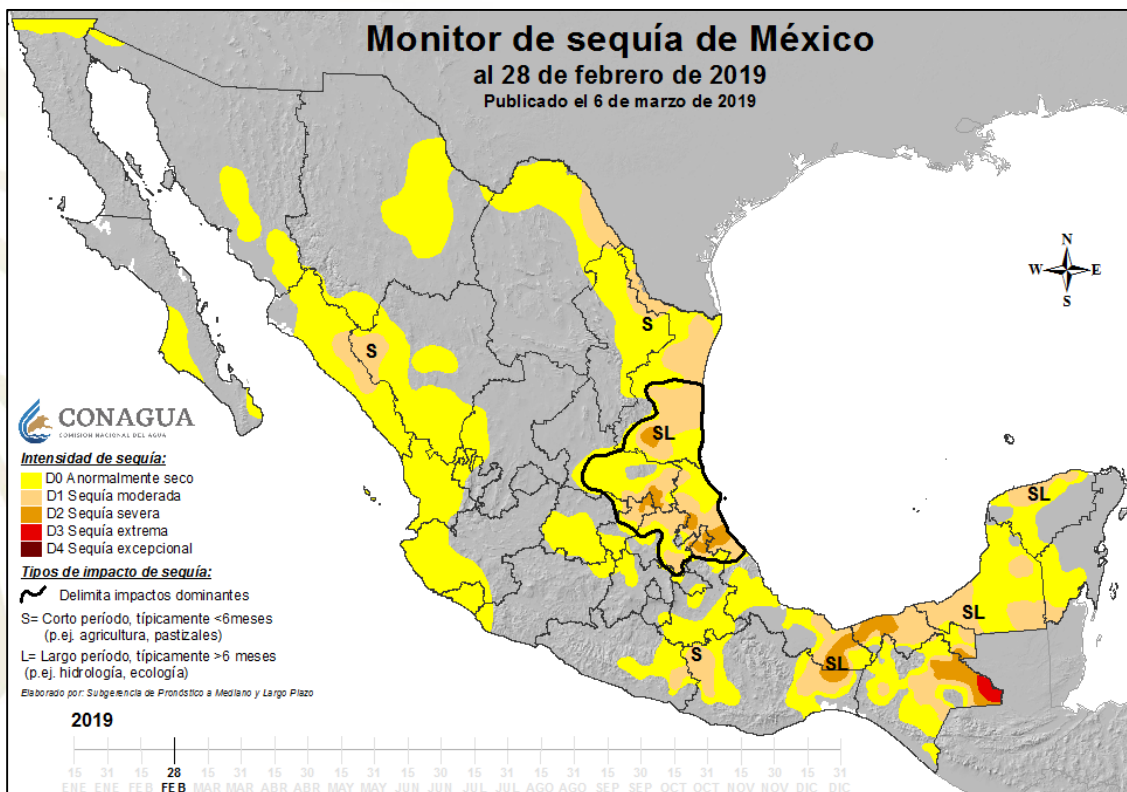 Monitor de sequía de México
al 28 de febrero de 2019
Publicado el 6 de marzo de 2019
N
W E
S
S
S
SL
SL
SL
S
SL
CONAGUA
COMISIÓN NACIONAL DEL AGUA
Intensidad de sequía:
D0 Anormalmente seco
D1 Sequía moderada
D2 Sequía severa
D3 Sequía extrema
D4 Sequía excepcional
Tipos de impacto de sequía:
Delimita impactos dominantes
S= Corto período, típicamente <6meses
(p.ej. agricultura, pastizales)
L= Largo período, típicamente >6 meses
(p.ej. hidrología, ecología)
Elaborado por: Subgerencia de Pronóstico a Mediano y Largo Plazo
2019
15 31 15 28 15 31 15 30 15 31 15 30 15 31 15 31 15 30 15 31 15 30 15 31
ENE ENE FEB FEB MAR MAR ABR ABR MAY MAY JUN JUN JUL JUL AGO AGO SEP SEP OCT OCT NOV NOV DIC DIC